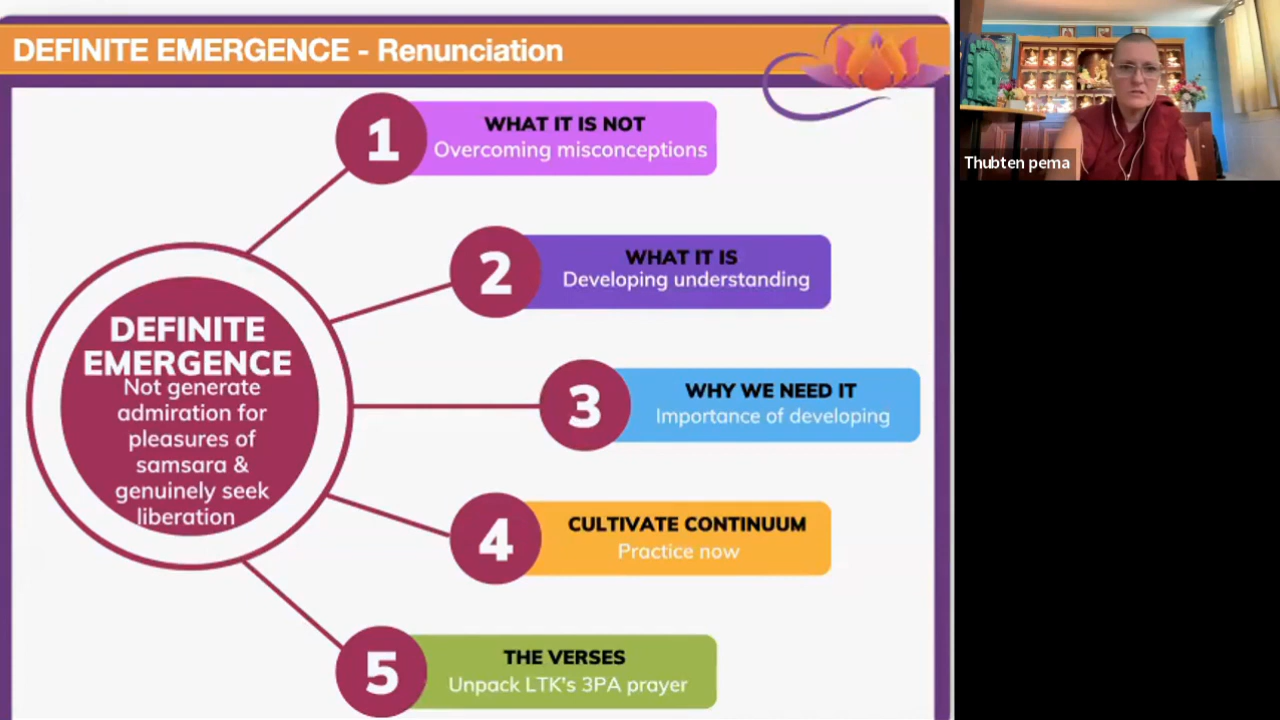 DEFINITE EMERGENCE - Renunciation
1
WHAT IT IS NOT
Overcoming misconceptions
2
WHAT IT IS
Developing understanding
DEFINITE
EMERGENCE
Not generate
admiration for
pleasures of
samsara &
genuinely seek
liberation
3
WHY WE NEED IT
Importance of developing
4
CULTIVATE CONTINUUM
Practice now
5
THE VERSES
Unpack LTK's 3PA prayer
Thubten pema